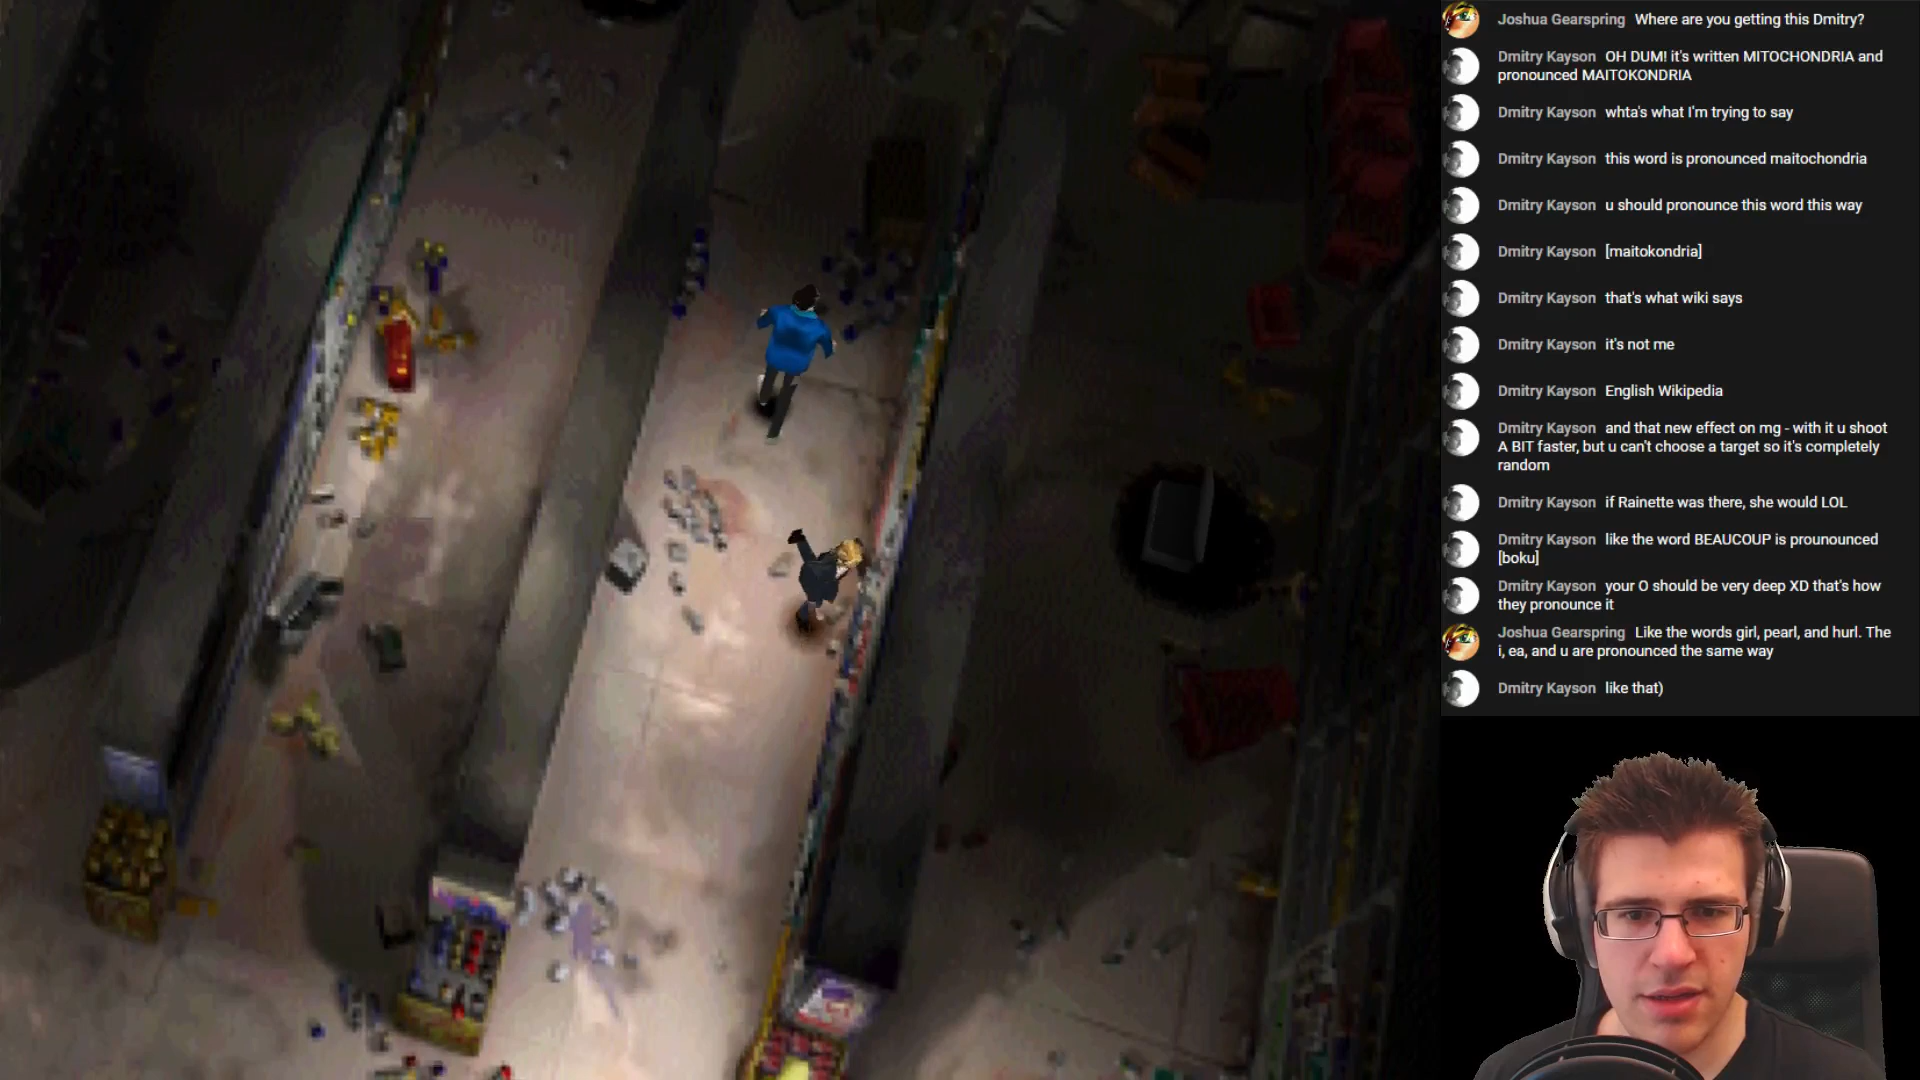 Joshua Gearspring Where are you getting this Dmitry?
Dmitry Kayson OH DUM! it's written MITOCHONDRIA and
pronounced MAITOKONDRIA
Dmitry Kayson whta's what I'm trying to say
Dmitry Kayson this word is pronounced maitochondria
Dmitry Kayson u should pronounce this word this way
Dmitry Kayson [maitokondria]
Dmitry Kayson that's what wiki says
Dmitry Kayson it's not me
Dmitry Kayson English Wikipedia
Dmitry Kayson and that new effect on mg - with it u shoot
A BIT faster, but u can't choose a target so it's completely
random
Dmitry Kayson if Rainette was there, she would LOL
Dmitry Kayson like the word BEAUCOUP is prounounced
[boku]
Dmitry Kayson your O should be very deep XD that's how
they pronounce it
Joshua Gearspring Like the words girl, pearl, and hurl. The
i, ea, and u are pronounced the same way
Dmitry Kayson like that)